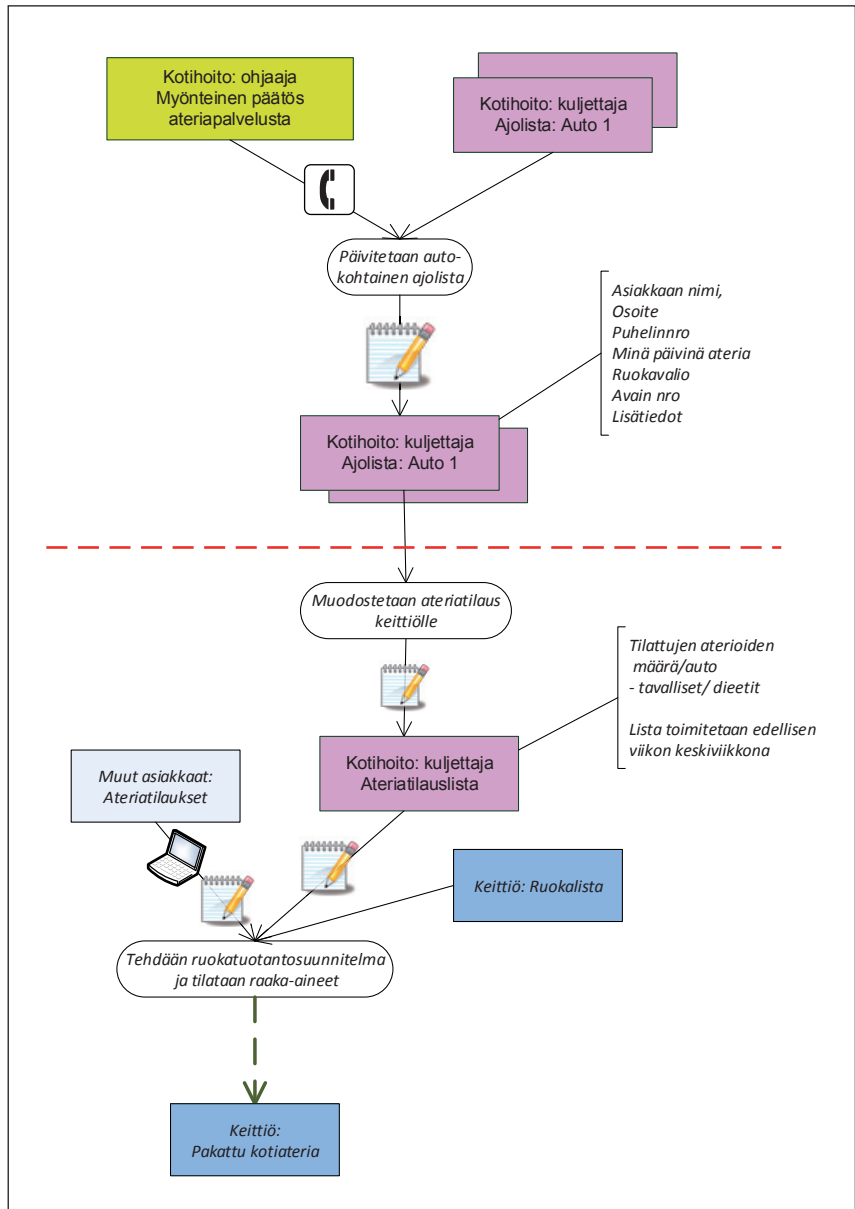 Kotihoito: ohjaaja
Myönteinen päätös
ateriapalvelusta
Kotihoito: kuljettaja
Ajolista: Auto 1
Päivitetaan auto-
kohtainen ajolista
Asiakkaan nimi,
Osoite
Puhelinnro
Minä päivinä ateria
Ruokavalio
Avain nro
Lisätiedot
Kotihoito: kuljettaja
Ajolista: Auto 1
Muodostetaan ateriatilaus
keittiölle
Tilattujen aterioiden
määrä/auto
- tavalliset/ dieetit
Lista toimitetaan edellisen
viikon keskiviikkona
Kotihoito: kuljettaja
Ateriatilauslista
Muut asiakkaat:
Ateriatilaukset
Keittiö: Ruokalista
Tehdään ruokatuotantosuunnitelma
ja tilataan raaka-aineet
Keittiö:
Pakattu kotiateria